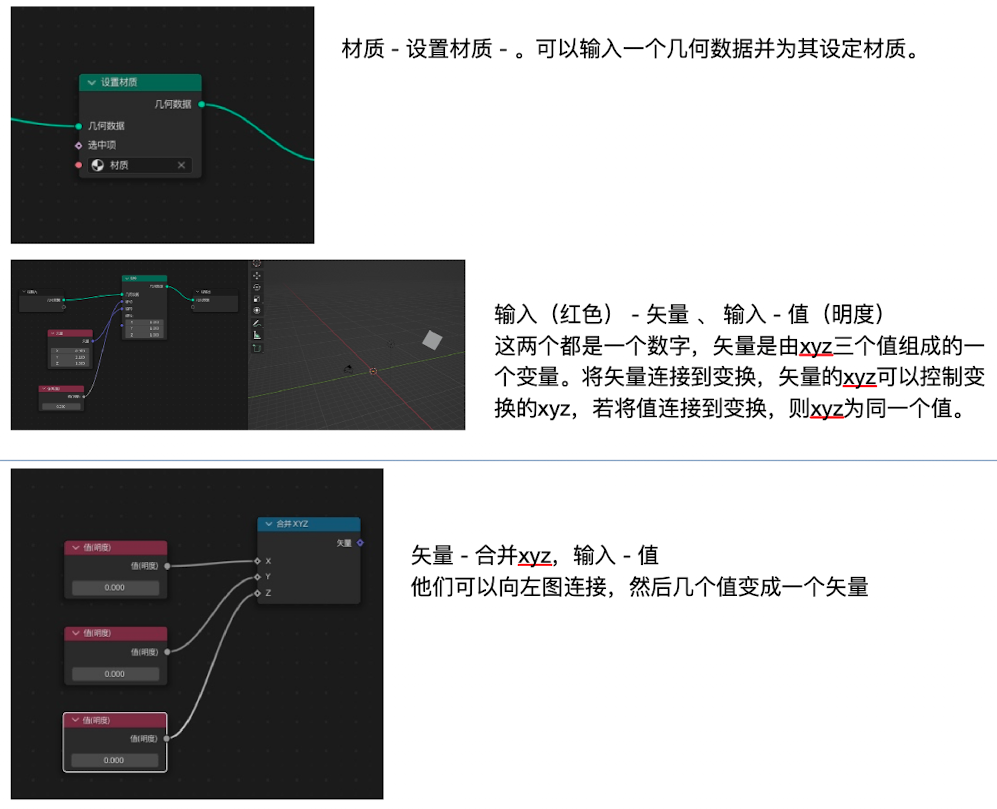 设置材质
几何数据
几何数据
选中项
材质
材质 - 设置材质 - 。可以输入一个几何数据并为其设定材质。
输入（红色） - 矢量 、 输入 - 值（明度）
这两个都是一个数字，矢量是由xyz三个值组成的一
个变量。将矢量连接到变换，矢量的xyz可以控制变
换的xyz，若将值连接到变换，则xyz为同一个值。
合并 XYZ
矢量
X
Y
Z
值(明度)
值(明度)
0.000
值(明度)
值(明度)
0.000
值(明度)
值(明度)
0.000
矢量 - 合并xyz，输入 - 值
他们可以向左图连接，然后几个值变成一个矢量